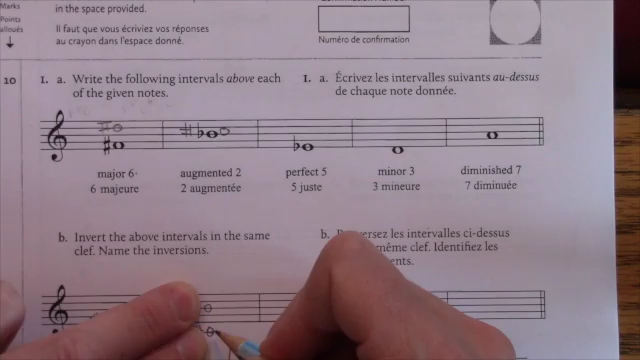 Marks
Points
alloués
in the space provided.
Il faut que vous écriviez vos réponses
au crayon dans l'espace donné.
Numéro de confirmation
10
1. a. Write the following intervals above each
of the given notes.
1. a. Écrivez les intervalles suivants au-dessus
de chaque note donnée.
major 6
augmented 2
perfect 5
minor 3
diminished 7
6 majeure
2 augmentée
5 juste
3 mineure
7 diminuée
b. Invert the above intervals in the same
clef. Name the inversions.
b. les intervalles ci-dessus
même clef. Identifiez les